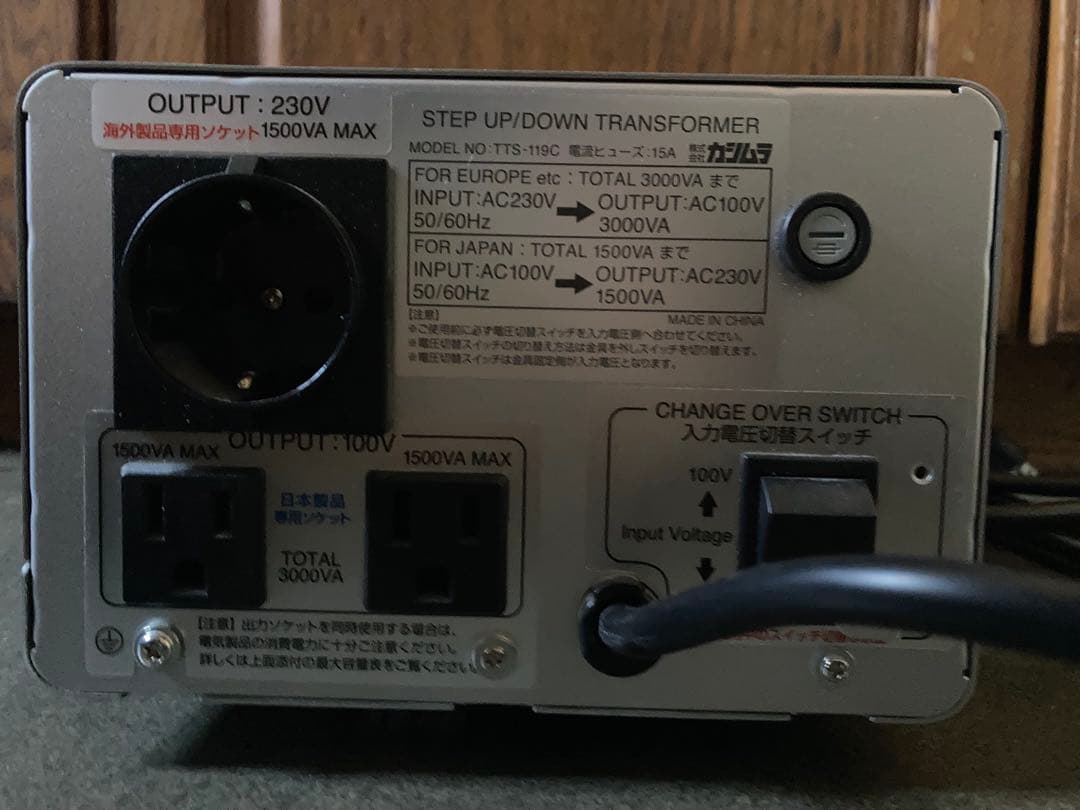 OUTPUT : 230V
海外製品専用ソケット 1500VA MAX
STEP UP/DOWN TRANSFORMER
MODEL NO:TTS-119C 電流ヒューズ:15A 株式会社 カシムラ
FOR EUROPE etc : TOTAL 3000VA まで
INPUT:AC230V → OUTPUT:AC100V
50/60Hz 3000VA
FOR JAPAN : TOTAL 1500VA まで
INPUT:AC100V → OUTPUT:AC230V
50/60Hz 1500VA
MADE IN CHINA
【注意】
※ご使用前に必ず電圧切替スイッチを入力電圧側へ合わせてください。
※電圧切替スイッチの切り替え方法は金具を外しスイッチを切り替えます。
※電圧切替スイッチは金具固定側が入力電圧となります。
OUTPUT : 100V
1500VA MAX
1500VA MAX
日本製品
専用ソケット
TOTAL
3000VA
【注意】出力ソケットを同時使用する場合は、
電気製品の消費電力に十分ご注意ください。
詳しくは上面添付の最大容量表をご覧ください。
CHANGE OVER SWITCH
入力電圧切替スイッチ
100V
Input Voltage
スイッチ切